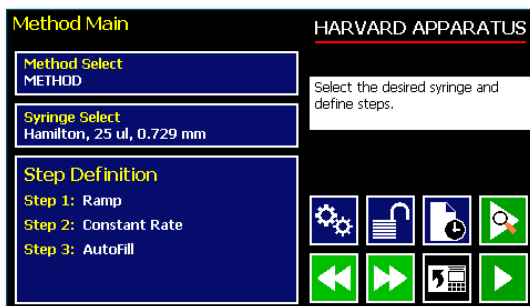 Method Main
HARVARD APPARATUS
Method Select
METHOD
Select the desired syringe and
define steps.
Syringe Select
Hamilton, 25 ul, 0.729 mm
Step Definition
Step 1: Ramp
Step 2: Constant Rate
Step 3: AutoFill